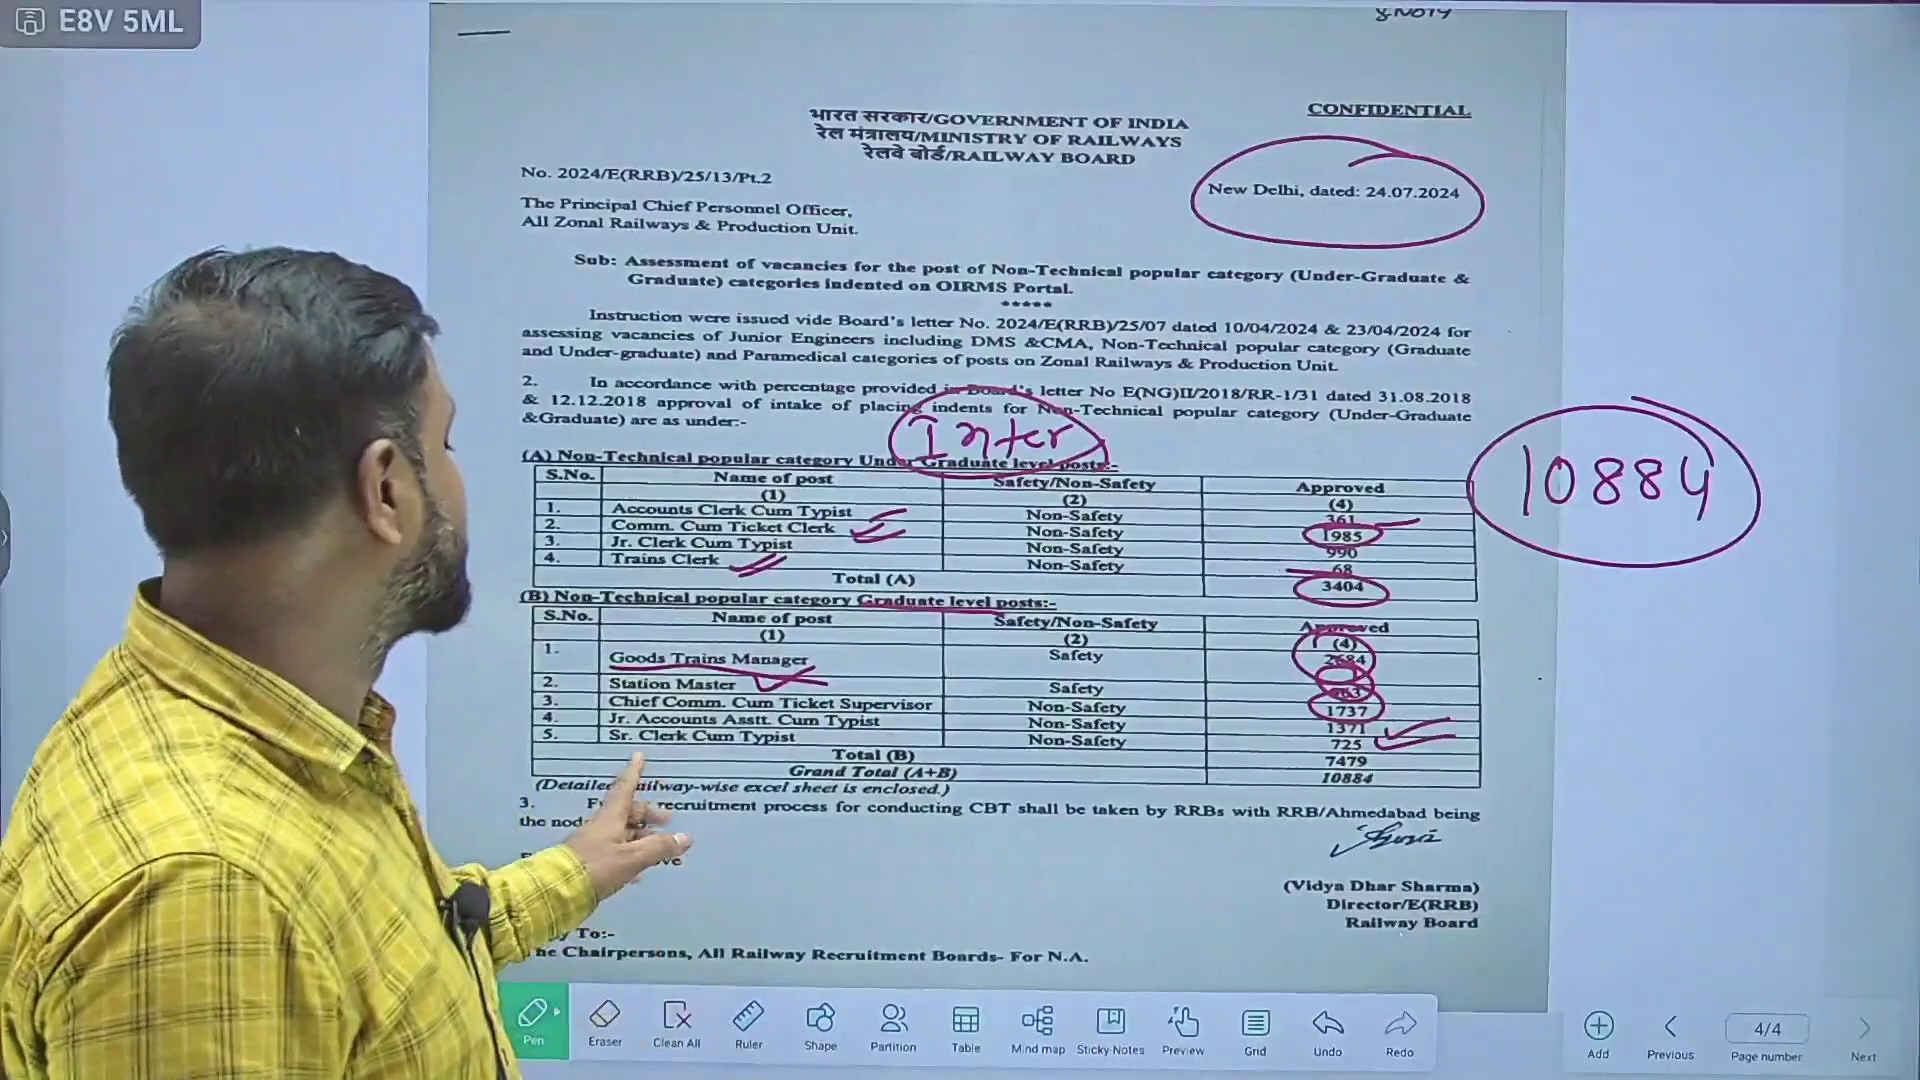 E8V 5ML
CONFIDENTIAL
भारत सरकार/GOVERNMENT OF INDIA
रेल मंत्रालय/MINISTRY OF RAILWAYS
रेलवे बोर्ड/RAILWAY BOARD
No. 2024/E(RRB)/25/13/Pt.2
New Delhi, dated: 24.07.2024
The Principal Chief Personnel Officer,
All Zonal Railways & Production Unit.
Sub: Assessment of vacancies for the post of Non-Technical popular category (Under-Graduate &
Graduate) categories indented on OIRMS Portal.
*****
Instruction were issued vide Board's letter No. 2024/E(RRB)/25/07 dated 10/04/2024 & 23/04/2024 for
assessing vacancies of Junior Engineers including DMS &CMA, Non-Technical popular category (Graduate
and Under-graduate) and Paramedical categories of posts on Zonal Railways & Production Unit.
2. In accordance with percentage provided in Board's letter No E(NG)II/2018/RR-1/31 dated 31.08.2018
& 12.12.2018 approval of intake of placing indents for Non-Technical popular category (Under-Graduate
&Graduate) are as under:-
Inter
10884
(A) Non-Technical popular category Under Graduate level posts:-
S.No. Name of post Safety/Non-Safety Approved
(1) (2) (4)
1. Accounts Clerk Cum Typist Non-Safety 361
2. Comm. Cum Ticket Clerk Non-Safety 1985
3. Jr. Clerk Cum Typist Non-Safety 990
4. Trains Clerk Non-Safety 68
Total (A) 3404
(B) Non-Technical popular category Graduate level posts:-
S.No. Name of post Safety/Non-Safety Approved
(1) (2) (4)
1. Goods Trains Manager Safety 2684
2. Station Master Safety
3. Chief Comm. Cum Ticket Supervisor Non-Safety 1737
4. Jr. Accounts Asstt. Cum Typist Non-Safety 1371
5. Sr. Clerk Cum Typist Non-Safety 725
Total (B) 7479
Grand Total (A+B) 10884
(Detailed railway-wise excel sheet is enclosed.)
3. recruitment process for conducting CBT shall be taken by RRBs with RRB/Ahmedabad being
the
(Vidya Dhar Sharma)
Director/E(RRB)
Railway Board
To:-
The Chairpersons, All Railway Recruitment Boards- For N.A.
Pen Eraser Clean All Ruler Shape Partition Table Mind map Sticky Notes Preview Grid Undo Redo
Add Previous 4/4 Page number Next